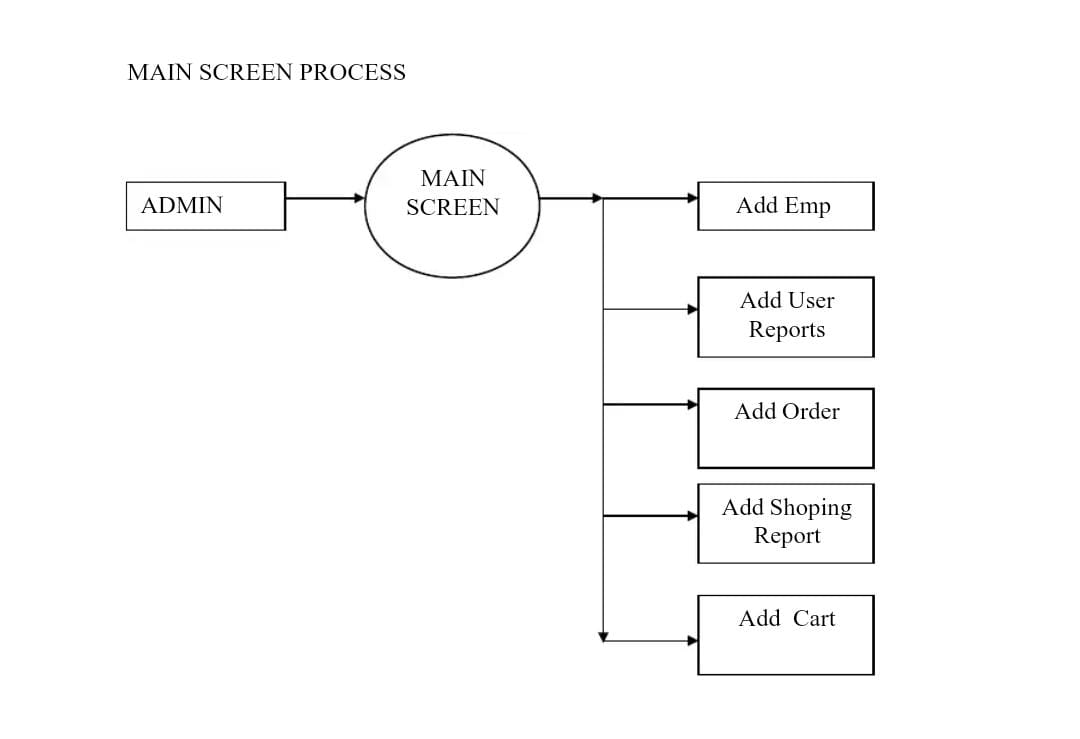 MAIN SCREEN PROCESS
ADMIN
MAIN
SCREEN
Add Emp
Add User
Reports
Add Order
Add Shoping
Report
Add Cart